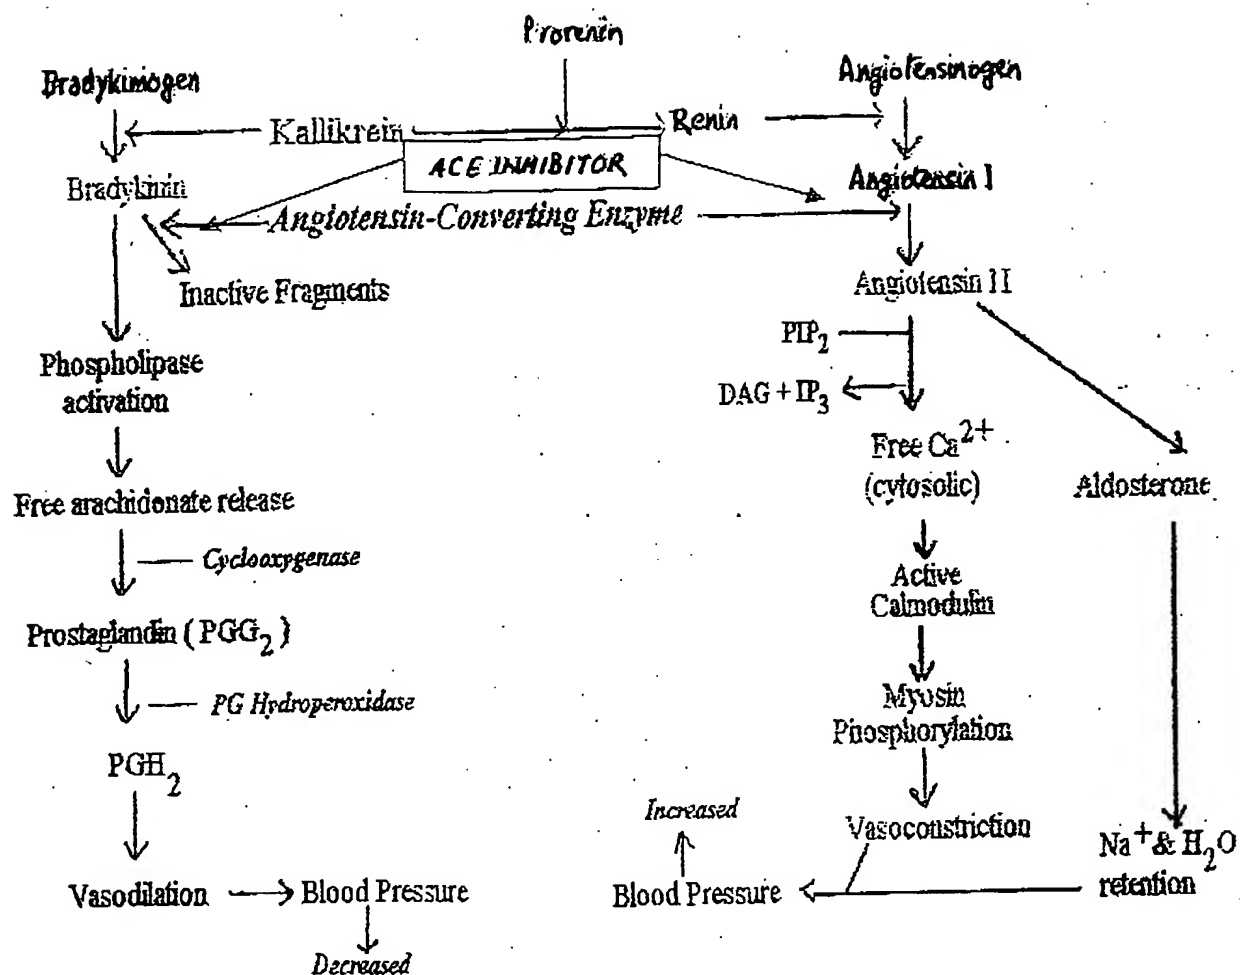 Prorenin
Bradykinogen
Angiotensinogen
Kallikrein
Renin
ACE INHIBITOR
Bradykinin
Angiotensin I
Angiotensin-Converting Enzyme
Inactive Fragments
Angiotensin II
PIP2
DAG + IP3
Phospholipase
activation
Free Ca2+
(cytosolic)
Aldosterone
Free arachidonate release
Cyclooxygenase
Active
Calmodulin
Prostaglandin (PGG2)
PG Hydroperoxidase
Myosin
Phosphorylation
PGH2
Increased
Vasoconstriction
Na+ & H2O
retention
Vasodilation
Blood Pressure
Blood Pressure
Decreased